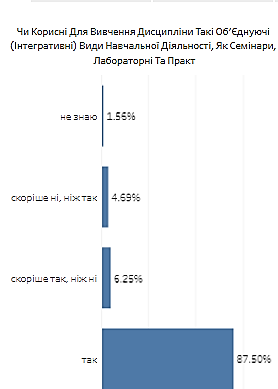 Чи Корисні Для Вивчення Дисципліни Такі Об’Єднуючі
(Інтегративні) Види Навчальної Діяльності, Як Семінари,
Лабораторні Та Практ
не знаю 1.56%
скоріше ні, ніж так 4.69%
скоріше так, ніж ні 6.25%
так 87.50%